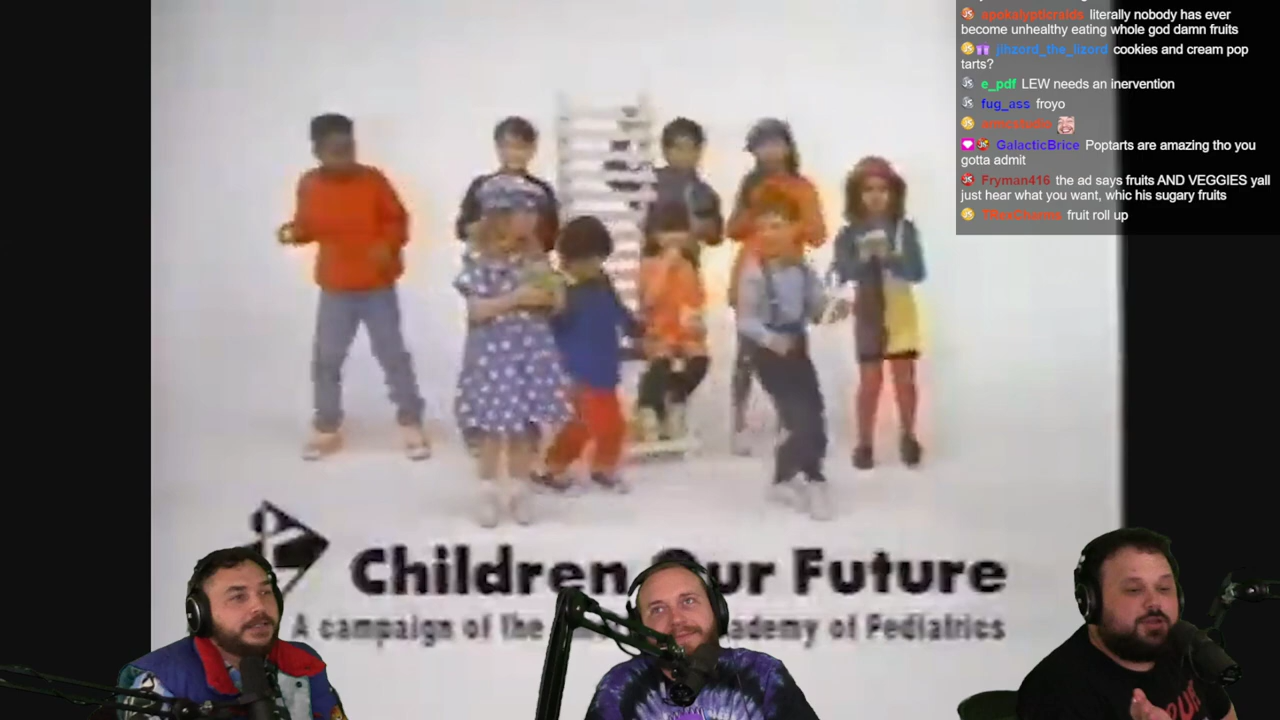 apokalypticraids literally nobody has ever
become unhealthy eating whole god damn fruits
jihzord_the_lizord cookies and cream pop
tarts?
e_pdf LEW needs an inervention
fug_ass froyo
GalacticBrice Poptarts are amazing tho you
gotta admit
Fryman416 the ad says fruits AND VEGGIES yall
just hear what you want, whic his sugary fruits
TRexCharms fruit roll up
Children ur Future
A campaign of the ademy of Pediatrics